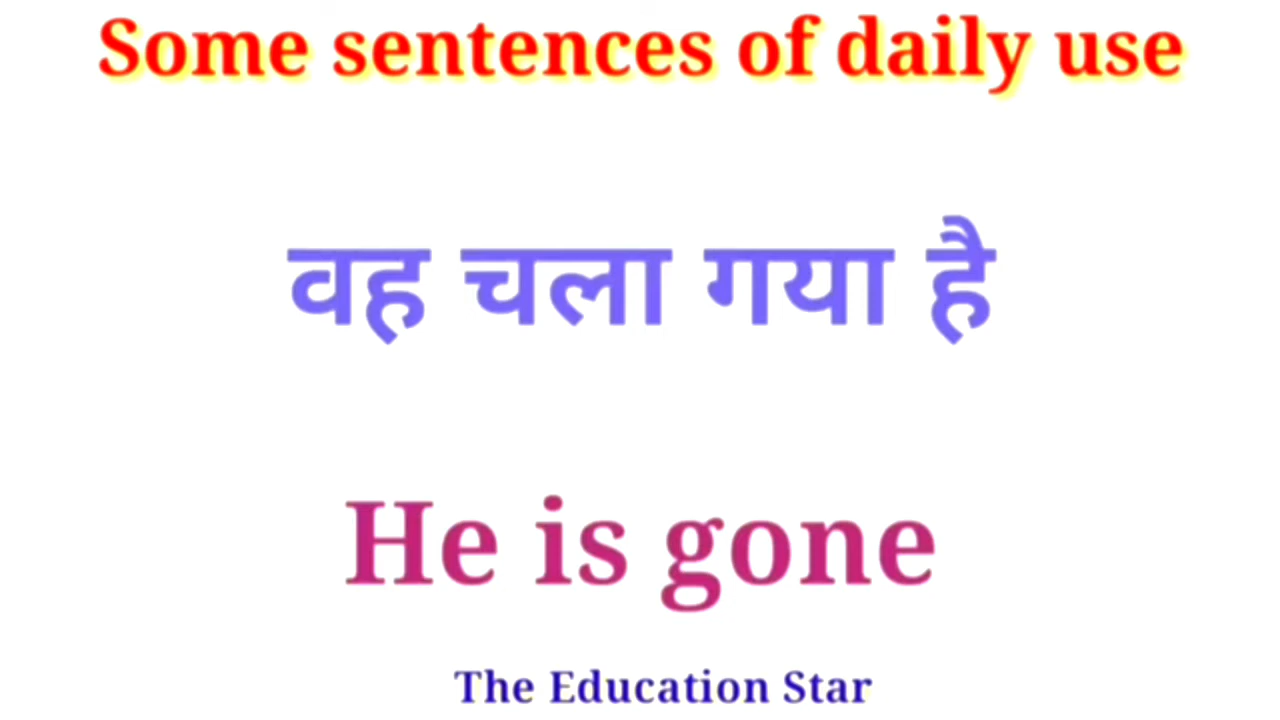 Some sentences of daily use
वह चला गया है
He is gone
The Education Star